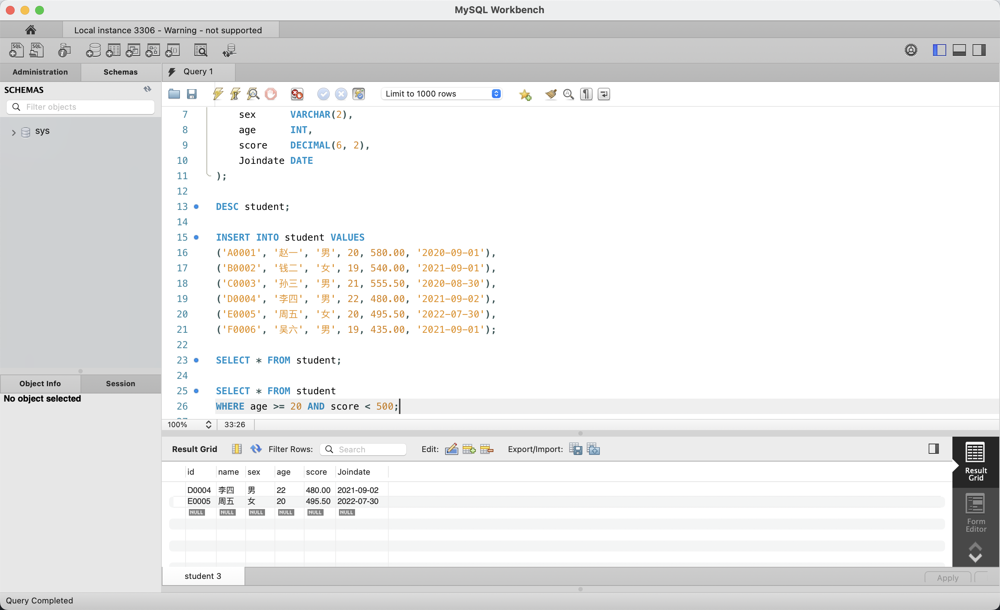 MySQL Workbench
Local instance 3306 - Warning - not supported
SQL SQL
Administration Schemas Query 1
SCHEMAS
Filter objects
Limit to 1000 rows
sys
7 sex VARCHAR(2),
8 age INT,
9 score DECIMAL(6, 2),
10 Joindate DATE
11 );
12
13 DESC student;
14
15 INSERT INTO student VALUES
16 ('A0001', '赵一', '男', 20, 580.00, '2020-09-01'),
17 ('B0002', '钱二', '女', 19, 540.00, '2021-09-01'),
18 ('C0003', '孙三', '男', 21, 555.50, '2020-08-30'),
19 ('D0004', '李四', '男', 22, 480.00, '2021-09-02'),
20 ('E0005', '周五', '女', 20, 495.50, '2022-07-30'),
21 ('F0006', '吴六', '男', 19, 435.00, '2021-09-01');
22
23 SELECT * FROM student;
24
25 SELECT * FROM student
26 WHERE age >= 20 AND score < 500;
100% 33:26
Object Info Session
No object selected
Result Grid Filter Rows: Search Edit: Export/Import:
id name sex age score Joindate
D0004 李四 男 22 480.00 2021-09-02
E0005 周五 女 20 495.50 2022-07-30
NULL NULL NULL NULL NULL NULL
Result
Grid
Form
Editor
student 3
Apply
Query Completed